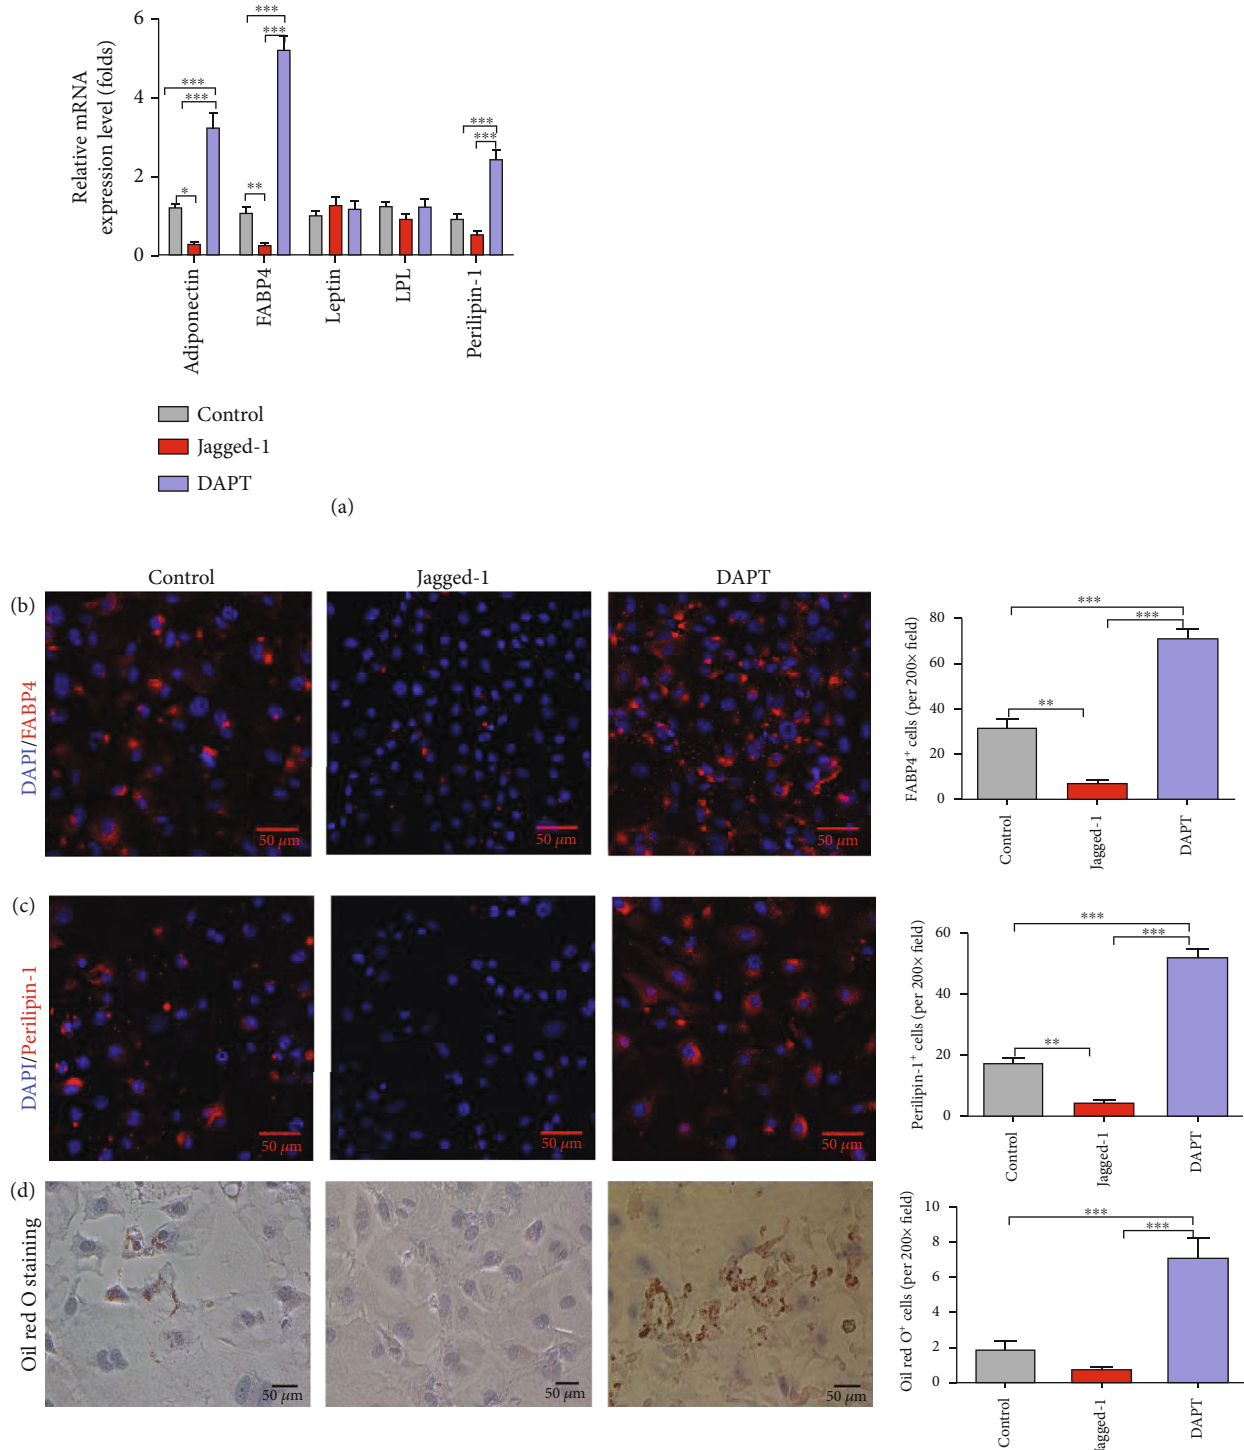 6
4
2
0
Relative mRNA
expression level (folds)
***
***
*
***
***
**
***
***
Adiponectin
FABP4
Leptin
LPL
Perilipin-1
Control
Jagged-1
DAPT
(a)
Control
Jagged-1
DAPT
(b)
DAPI/FABP4
50 μm
50 μm
50 μm
FABP4+ cells (per 200× field)
80
60
40
20
0
***
***
**
Control
Jagged-1
DAPT
(c)
DAPI/Perilipin-1
50 μm
50 μm
50 μm
Perilipin-1+ cells (per 200× field)
60
40
20
0
***
***
**
Control
Jagged-1
DAPT
(d)
Oil red O staining
50 μm
50 μm
50 μm
Oil red O+ cells (per 200× field)
10
8
6
4
2
0
***
***
Control
Jagged-1
DAPT